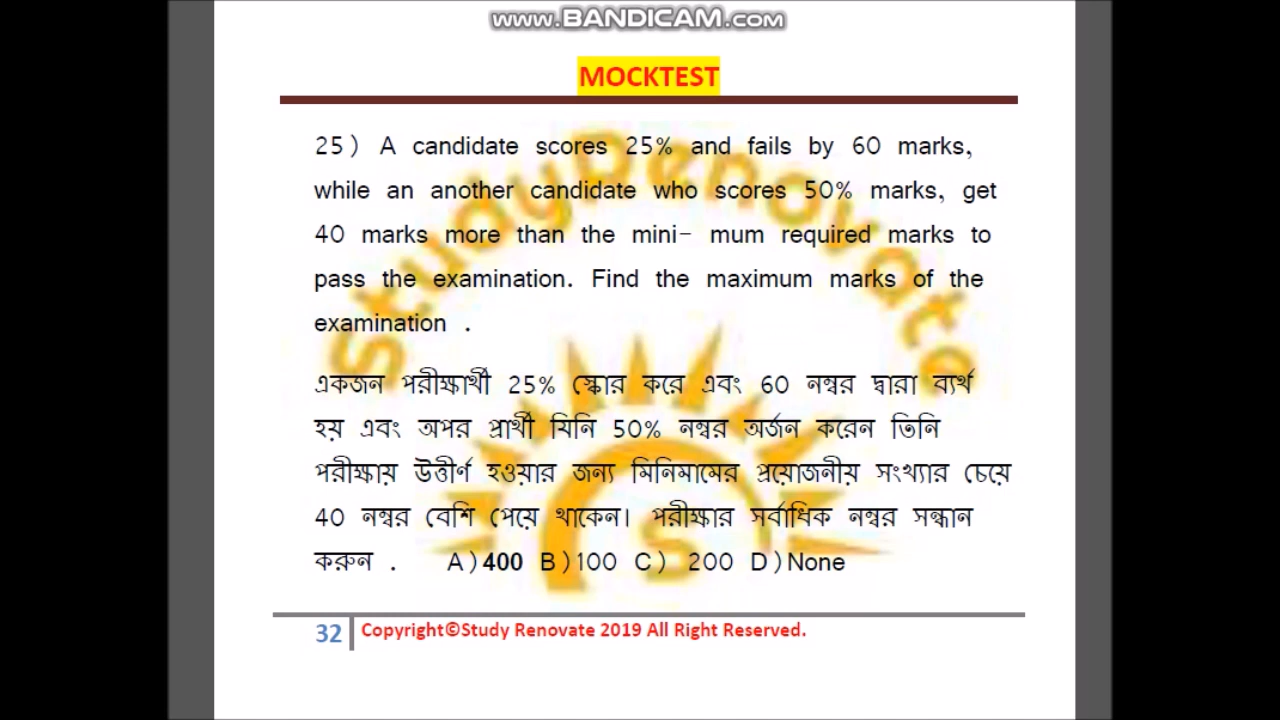 www.BANDICAM.com
MOCKTEST
25) A candidate scores 25% and fails by 60 marks,
while an another candidate who scores 50% marks, get
40 marks more than the mini- mum required marks to
pass the examination. Find the maximum marks of the
examination .
একজন পরীক্ষার্থী 25% স্কোর করে এবং 60 নম্বর দ্বারা ব্যর্থ
হয় এবং অপর প্রার্থী যিনি 50% নম্বর অর্জন করেন তিনি
পরীক্ষায় উত্তীর্ণ হওয়ার জন্য মিনিমামের প্রয়োজনীয় সংখ্যার চেয়ে
40 নম্বর বেশি পেয়ে থাকেন। পরীক্ষার সর্বাধিক নম্বর সন্ধান
করুন . A)400 B)100 C) 200 D)None
StudyRenovate
S
32 Copyright©Study Renovate 2019 All Right Reserved.